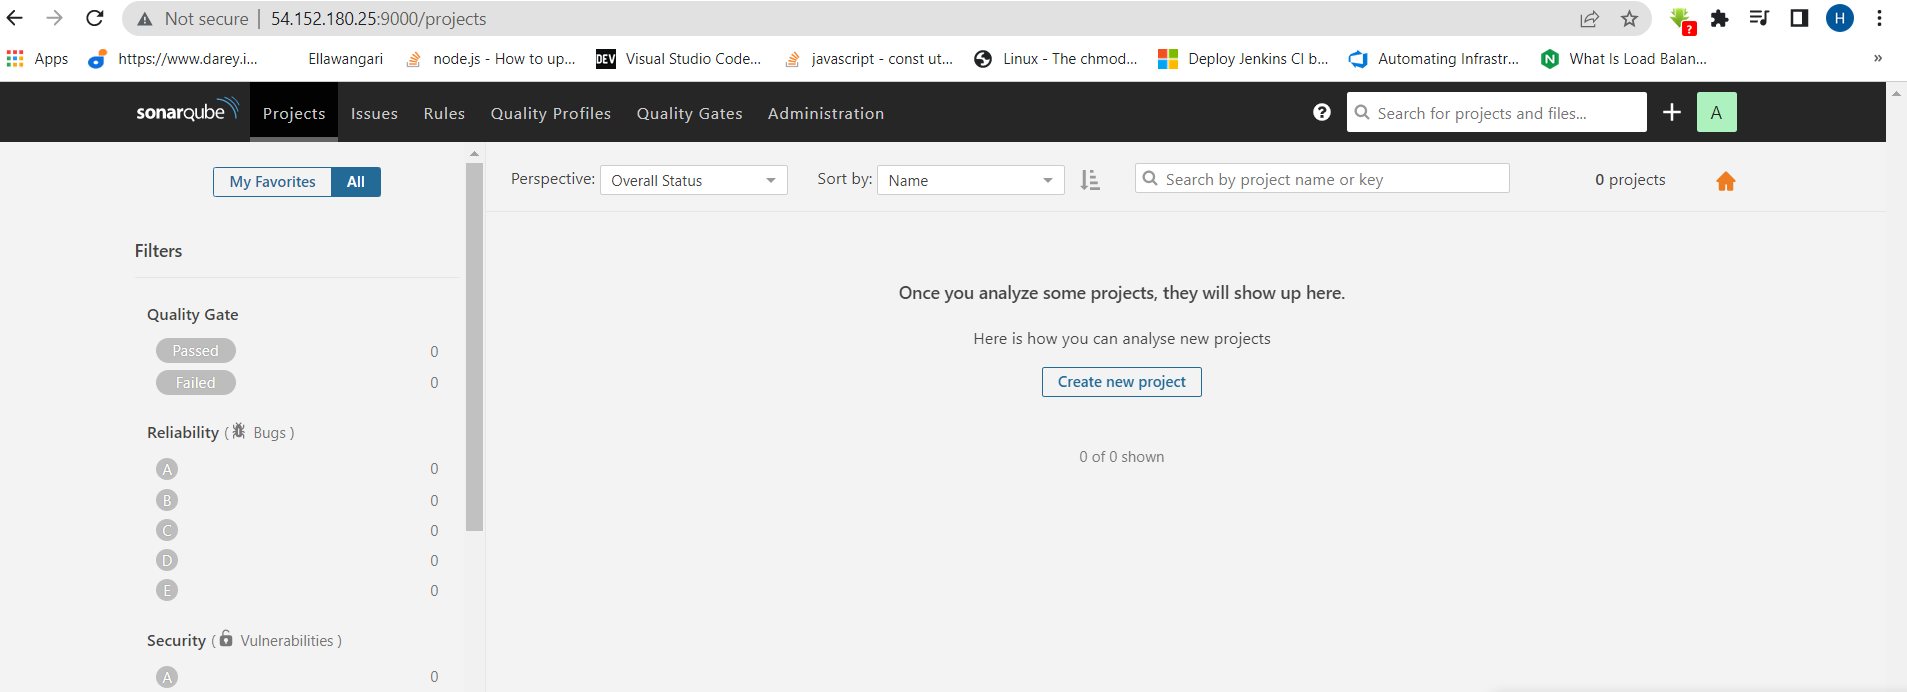 Not secure | 54.152.180.25:9000/projects
?
H
Apps https://www.darey.i... Ellawangari node.js - How to up... DEV Visual Studio Code... javascript - const ut... Linux - The chmod... Deploy Jenkins CI b... Automating Infrastr... N What Is Load Balan... »
sonarqube Projects Issues Rules Quality Profiles Quality Gates Administration ? Search for projects and files... + A
My Favorites All
Perspective: Overall Status Sort by: Name Search by project name or key 0 projects
Filters
Quality Gate
Passed 0
Failed 0
Reliability ( Bugs )
A 0
B 0
C 0
D 0
E 0
Security ( Vulnerabilities )
A 0
Once you analyze some projects, they will show up here.
Here is how you can analyse new projects
Create new project
0 of 0 shown